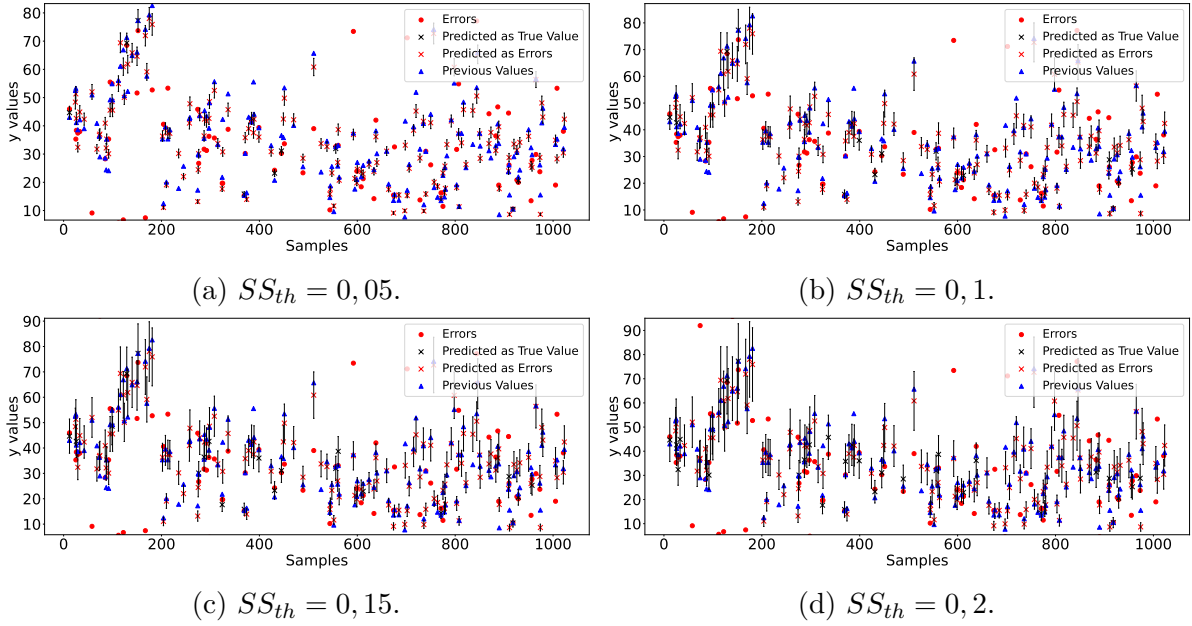 80
70
60
50
40
30
20
10
y values
0 200 400 600 800 1000
Samples
Errors
Predicted as True Value
Predicted as Errors
Previous Values
(a) SS_th = 0, 05.
80
70
60
50
40
30
20
10
y values
0 200 400 600 800 1000
Samples
Errors
Predicted as True Value
Predicted as Errors
Previous Values
(b) SS_th = 0, 1.
90
80
70
60
50
40
30
20
10
y values
0 200 400 600 800 1000
Samples
Errors
Predicted as True Value
Predicted as Errors
Previous Values
(c) SS_th = 0, 15.
90
80
70
60
50
40
30
20
10
y values
0 200 400 600 800 1000
Samples
Errors
Predicted as True Value
Predicted as Errors
Previous Values
(d) SS_th = 0, 2.